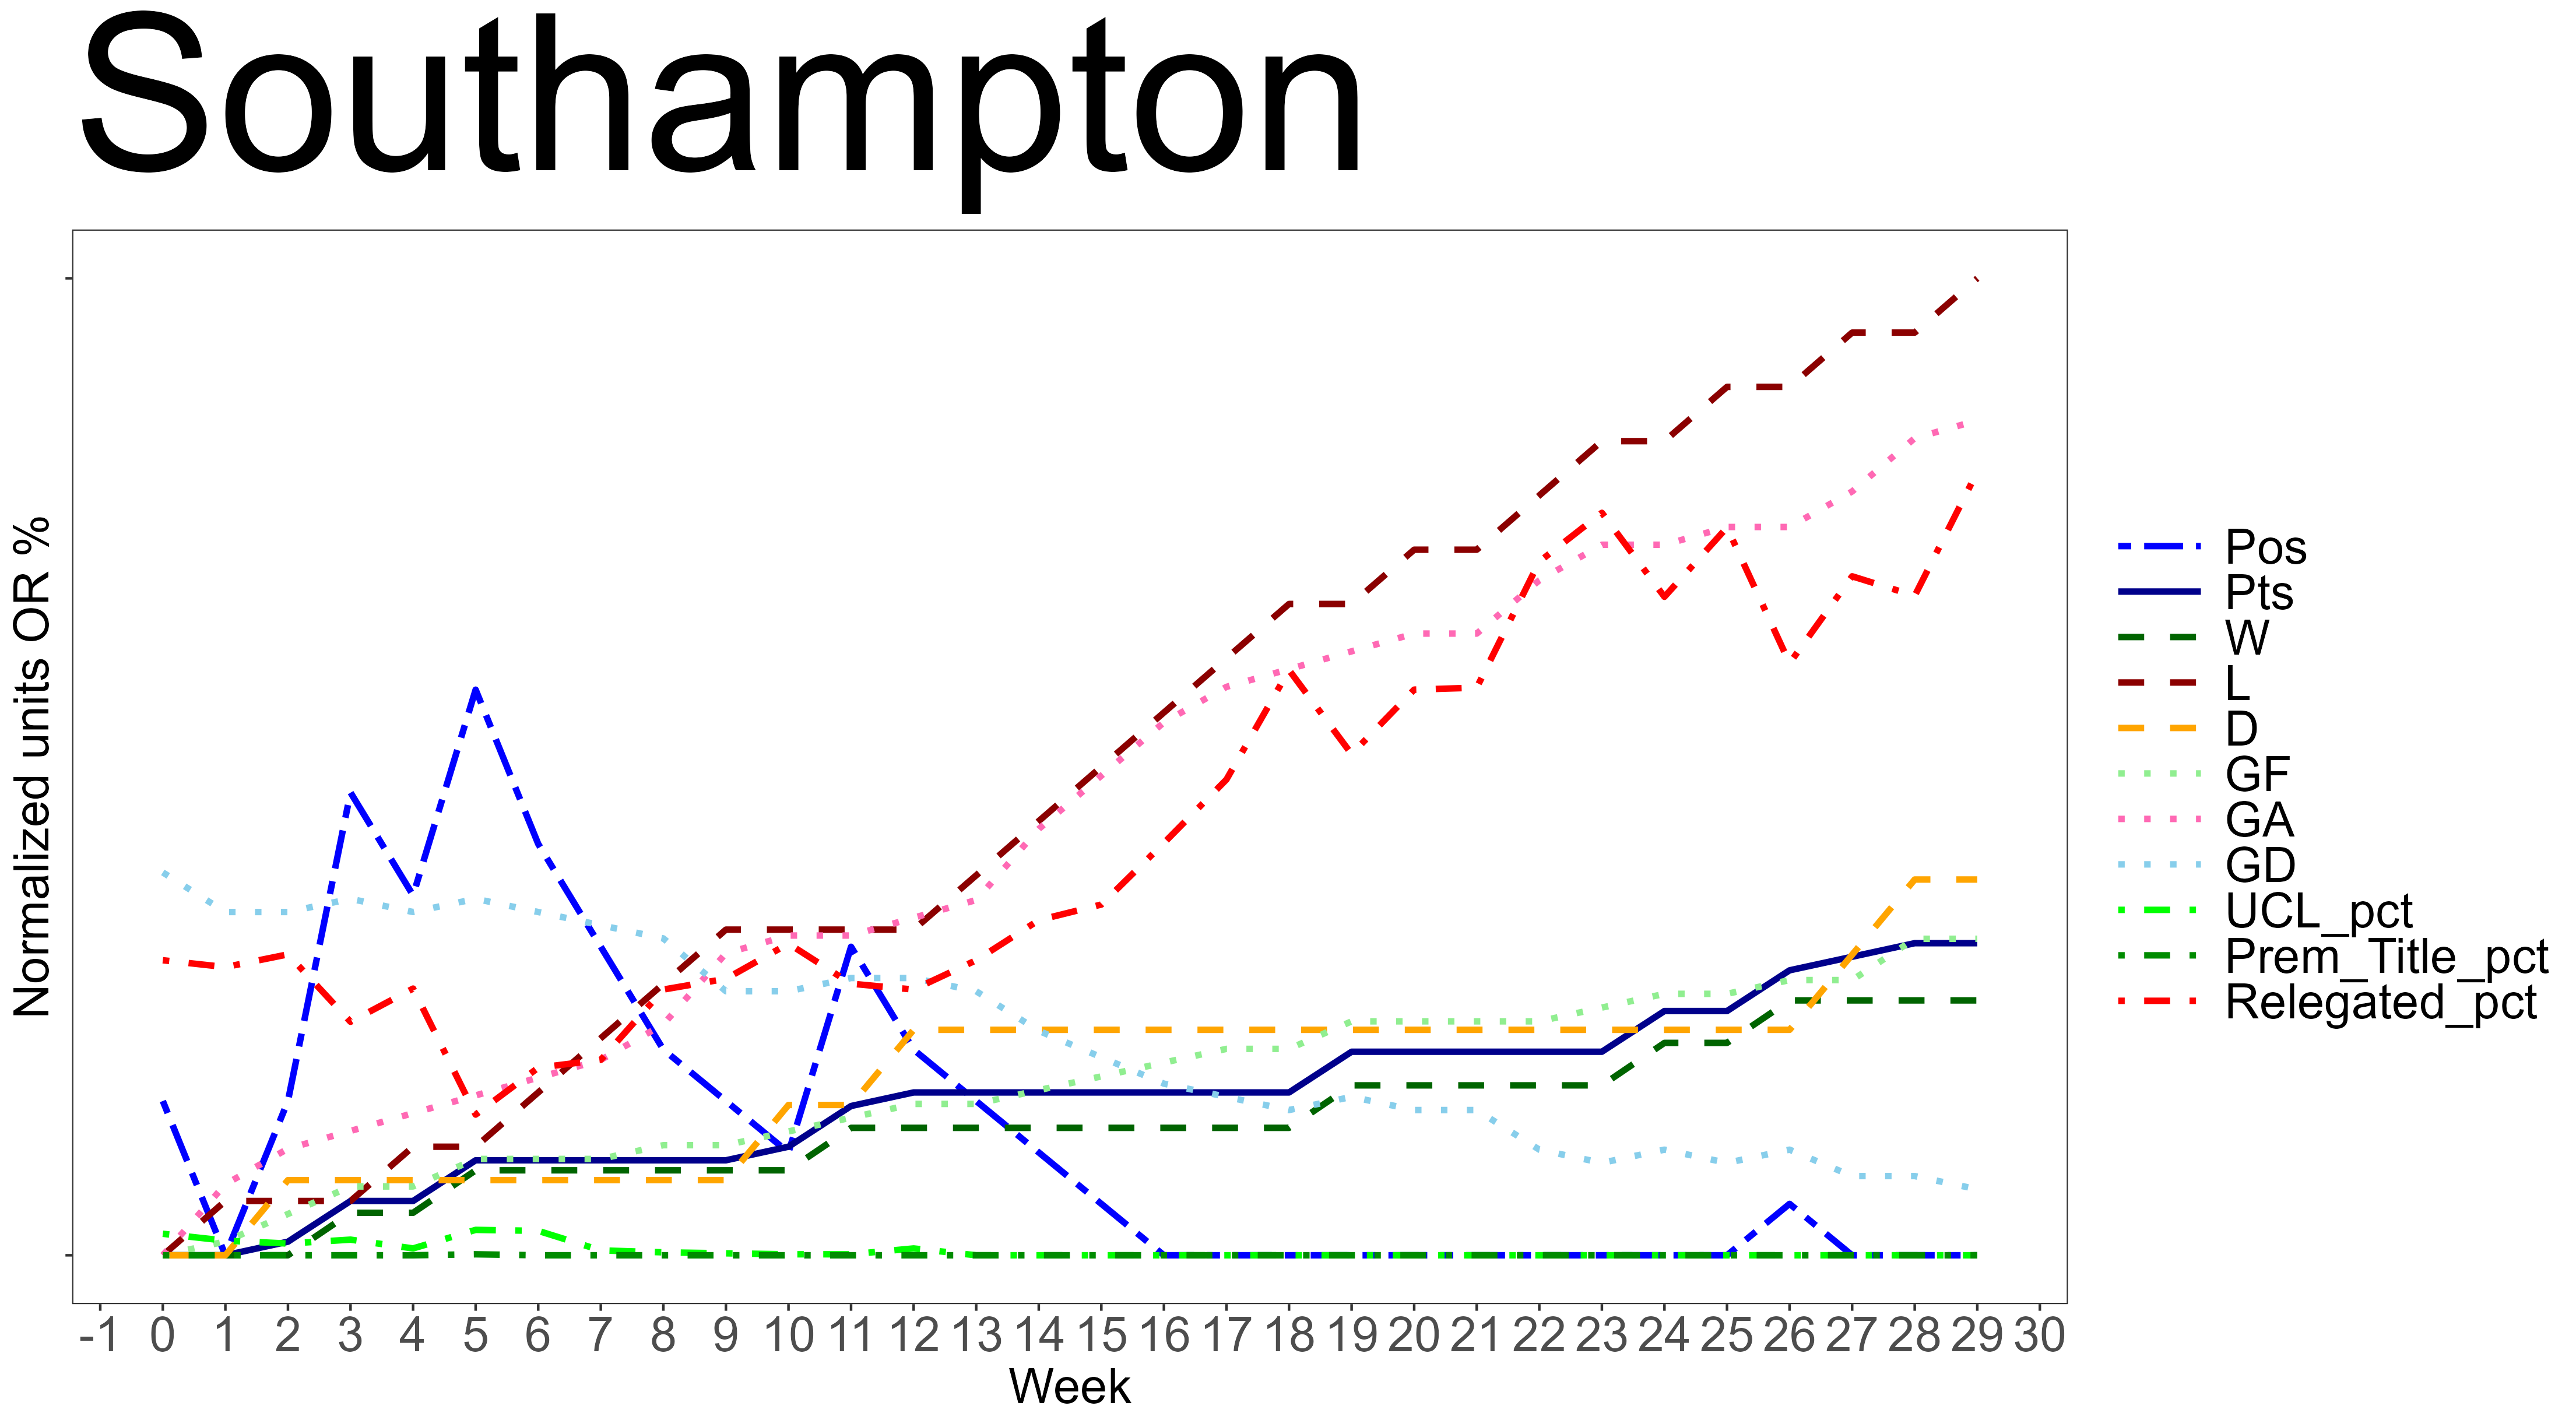 Southampton
Normalized units OR %
Pos
Pts
W
L
D
GF
GA
GD
UCL_pct
Prem_Title_pct
Relegated_pct
-1 0 1 2 3 4 5 6 7 8 9 10 11 12 13 14 15 16 17 18 19 20 21 22 23 24 25 26 27 28 29 30
Week